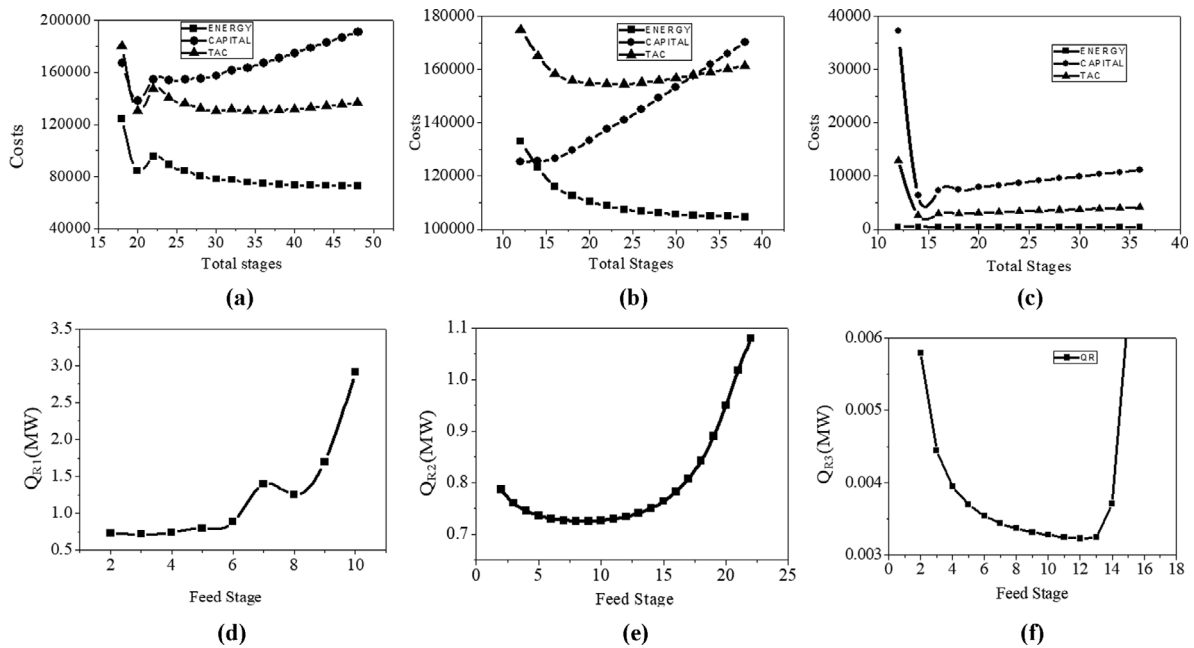 200000
160000
120000
80000
40000
Costs
ENERGY
CAPITAL
TAC
15 20 25 30 35 40 45 50
Total stages
(a)
180000
160000
140000
120000
100000
Costs
ENERGY
CAPITAL
TAC
10 15 20 25 30 35 40
Total Stages
(b)
40000
30000
20000
10000
0
Costs
ENERGY
CAPITAL
TAC
10 15 20 25 30 35 40
Total Stages
(c)
3.5
3.0
2.5
2.0
1.5
1.0
0.5
QR1(MW)
2 4 6 8 10
Feed Stage
(d)
1.1
1.0
0.9
0.8
0.7
QR2(MW)
0 5 10 15 20 25
Feed Stage
(e)
0.006
0.005
0.004
0.003
QR3(MW)
QR
0 2 4 6 8 10 12 14 16 18
Feed Stage
(f)